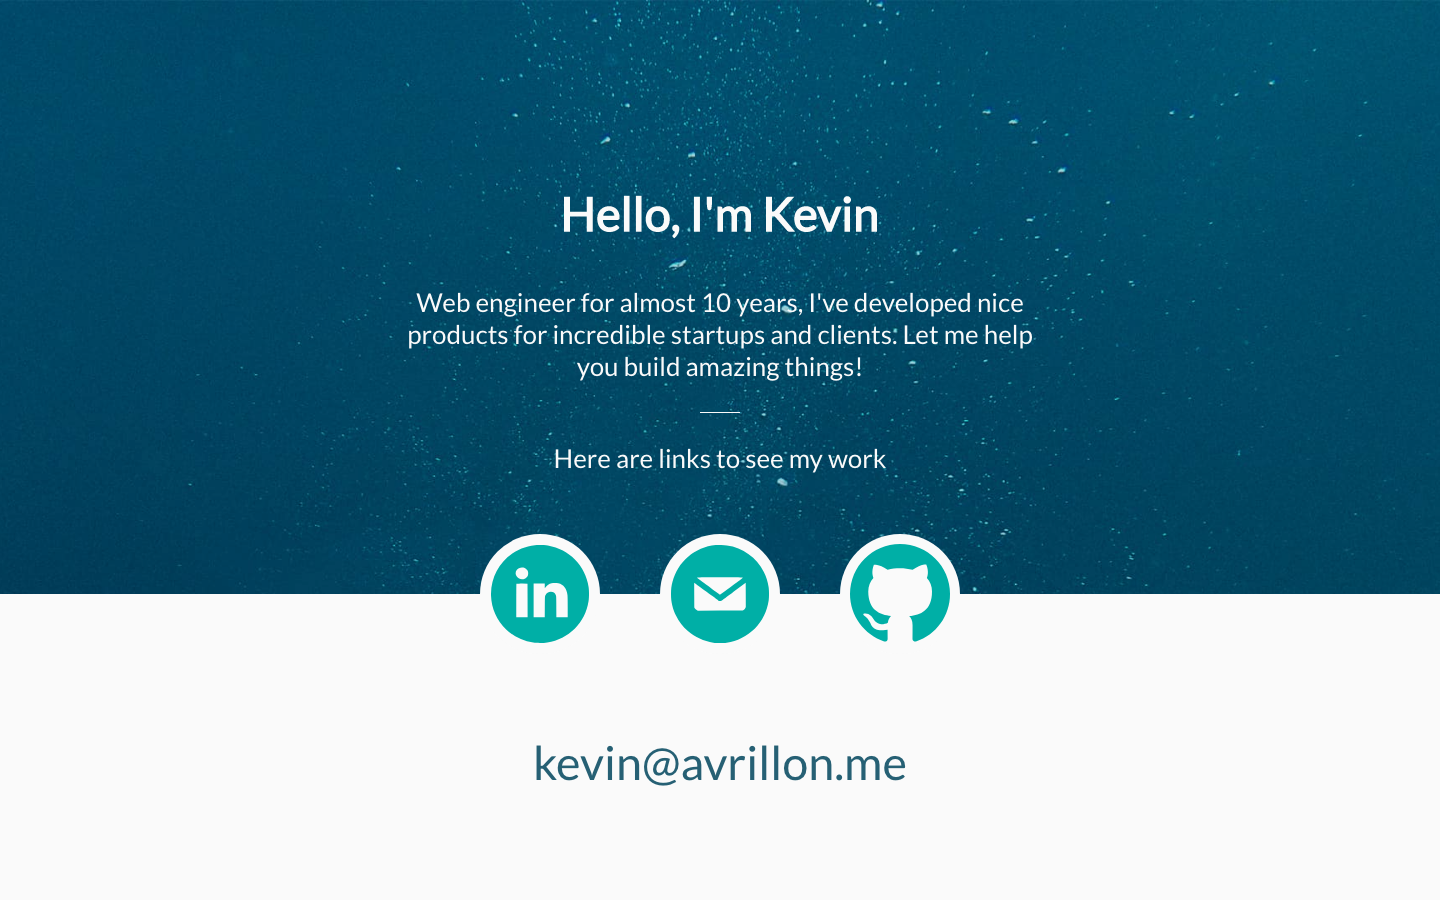 Hello, I'm Kevin
Web engineer for almost 10 years, I've developed nice
products for incredible startups and clients. Let me help
you build amazing things!
Here are links to see my work
in
kevin@avrillon.me